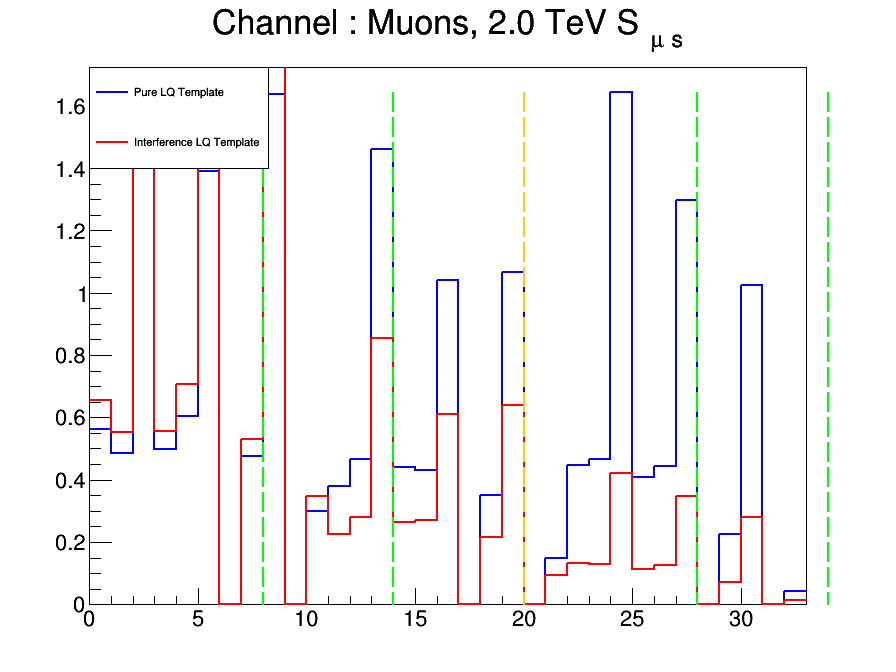 Channel : Muons, 2.0 TeV S μ s
Pure LQ Template
Interference LQ Template
1.6
1.4
1.2
1
0.8
0.6
0.4
0.2
0
0 5 10 15 20 25 30